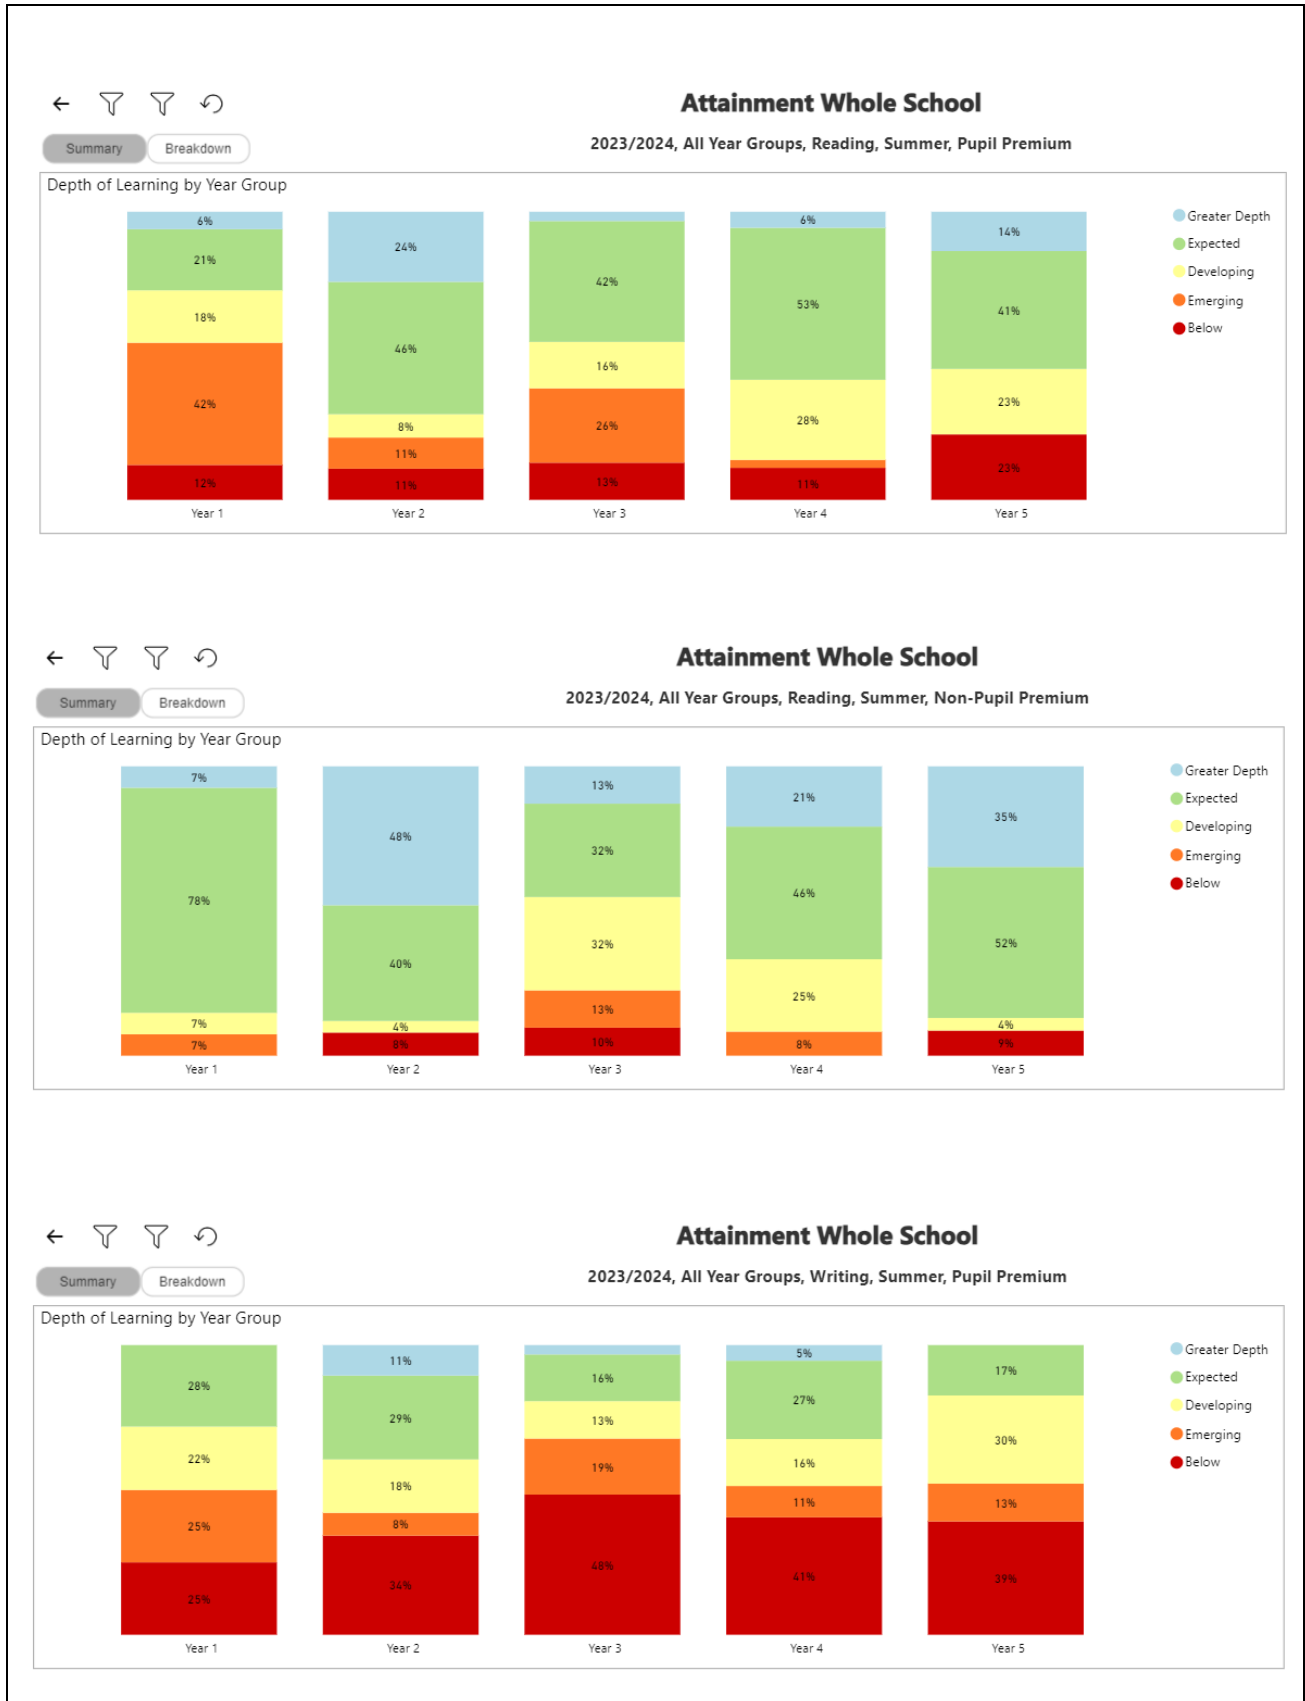 Attainment Whole School
Summary Breakdown
2023/2024, All Year Groups, Reading, Summer, Pupil Premium
Depth of Learning by Year Group
6% 24% 6% 14% Greater Depth
21% 46% 42% 53% 41% Expected
18% 8% 16% 28% 23% Developing
42% 11% 26% Emerging
12% 11% 13% 11% 23% Below
Year 1 Year 2 Year 3 Year 4 Year 5
Attainment Whole School
Summary Breakdown
2023/2024, All Year Groups, Reading, Summer, Non-Pupil Premium
Depth of Learning by Year Group
7% 48% 13% 21% 35% Greater Depth
78% 40% 32% 46% 52% Expected
7% 4% 32% 25% 4% Developing
7% 13% 8% Emerging
8% 10% 9% Below
Year 1 Year 2 Year 3 Year 4 Year 5
Attainment Whole School
Summary Breakdown
2023/2024, All Year Groups, Writing, Summer, Pupil Premium
Depth of Learning by Year Group
11% 5% Greater Depth
28% 29% 16% 27% 17% Expected
22% 18% 13% 16% 30% Developing
25% 8% 19% 11% 13% Emerging
25% 34% 48% 41% 39% Below
Year 1 Year 2 Year 3 Year 4 Year 5